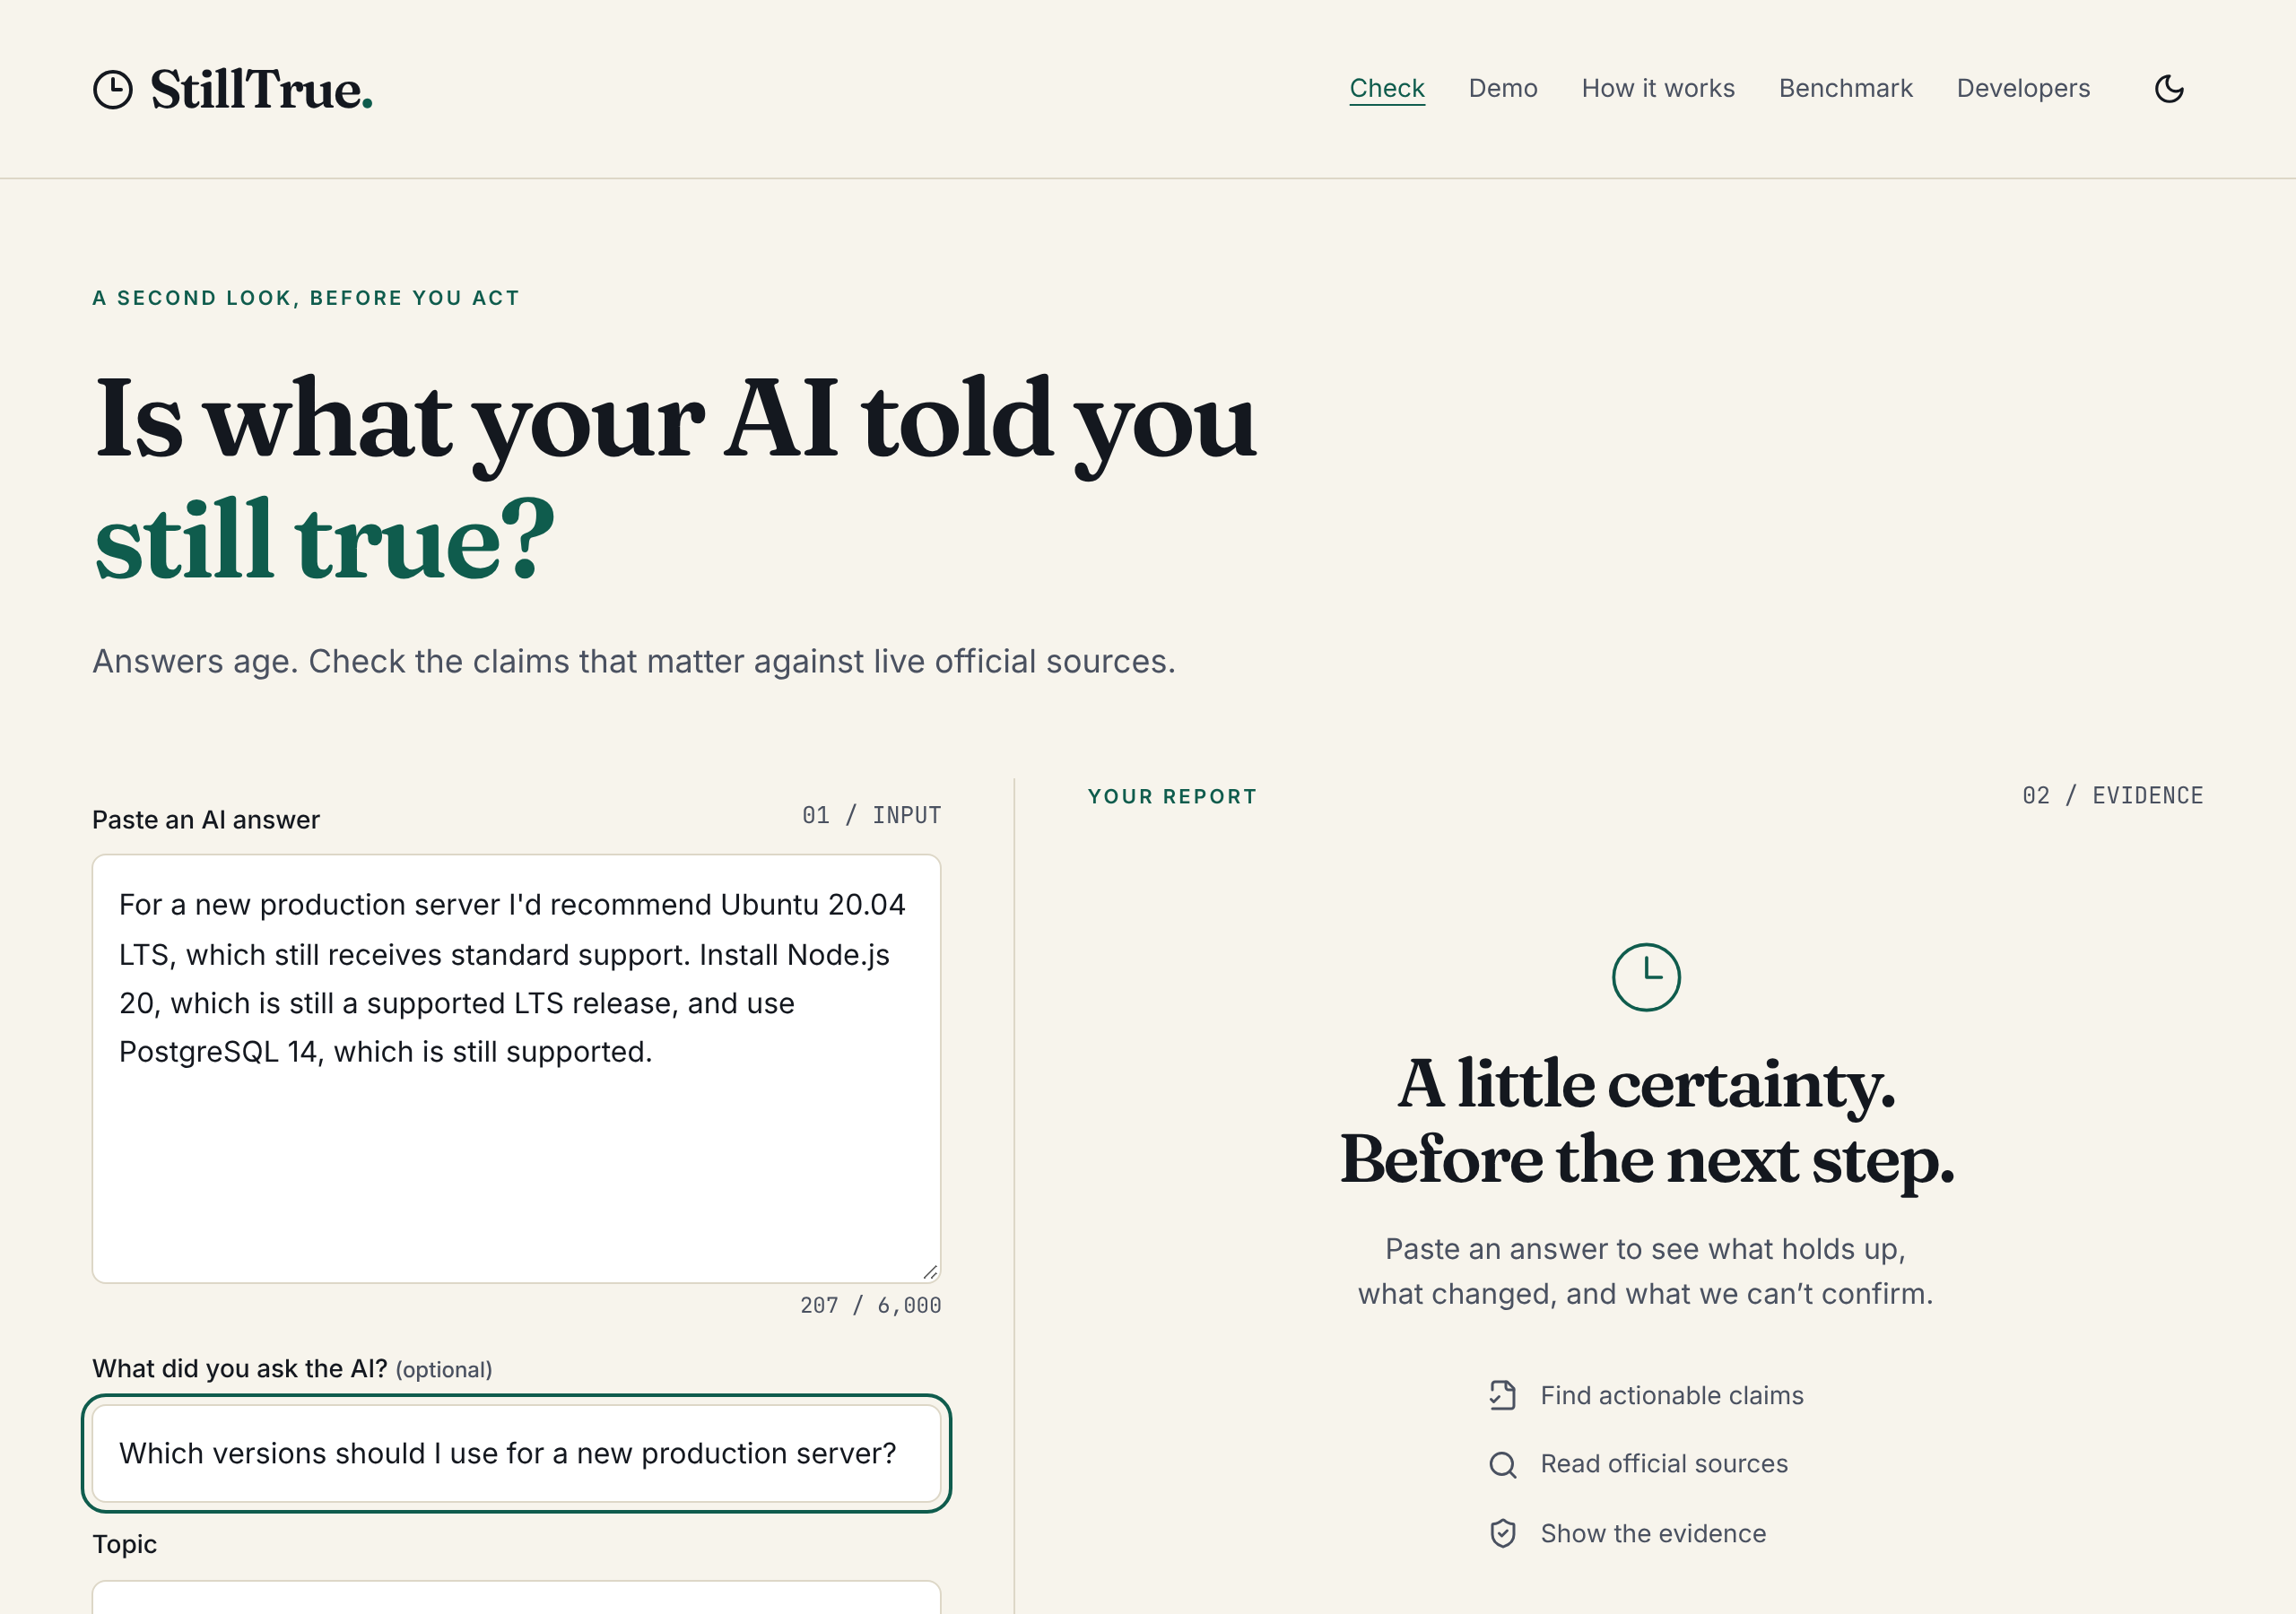 StillTrue.
Check
Demo
How it works
Benchmark
Developers
A SECOND LOOK, BEFORE YOU ACT
Is what your AI told you
still true?
Answers age. Check the claims that matter against live official sources.
Paste an AI answer
01 / INPUT
For a new production server I'd recommend Ubuntu 20.04
LTS, which still receives standard support. Install Node.js
20, which is still a supported LTS release, and use
PostgreSQL 14, which is still supported.
207 / 6,000
What did you ask the AI? (optional)
Which versions should I use for a new production server?
Topic
YOUR REPORT
02 / EVIDENCE
A little certainty.
Before the next step.
Paste an answer to see what holds up,
what changed, and what we can’t confirm.
Find actionable claims
Read official sources
Show the evidence